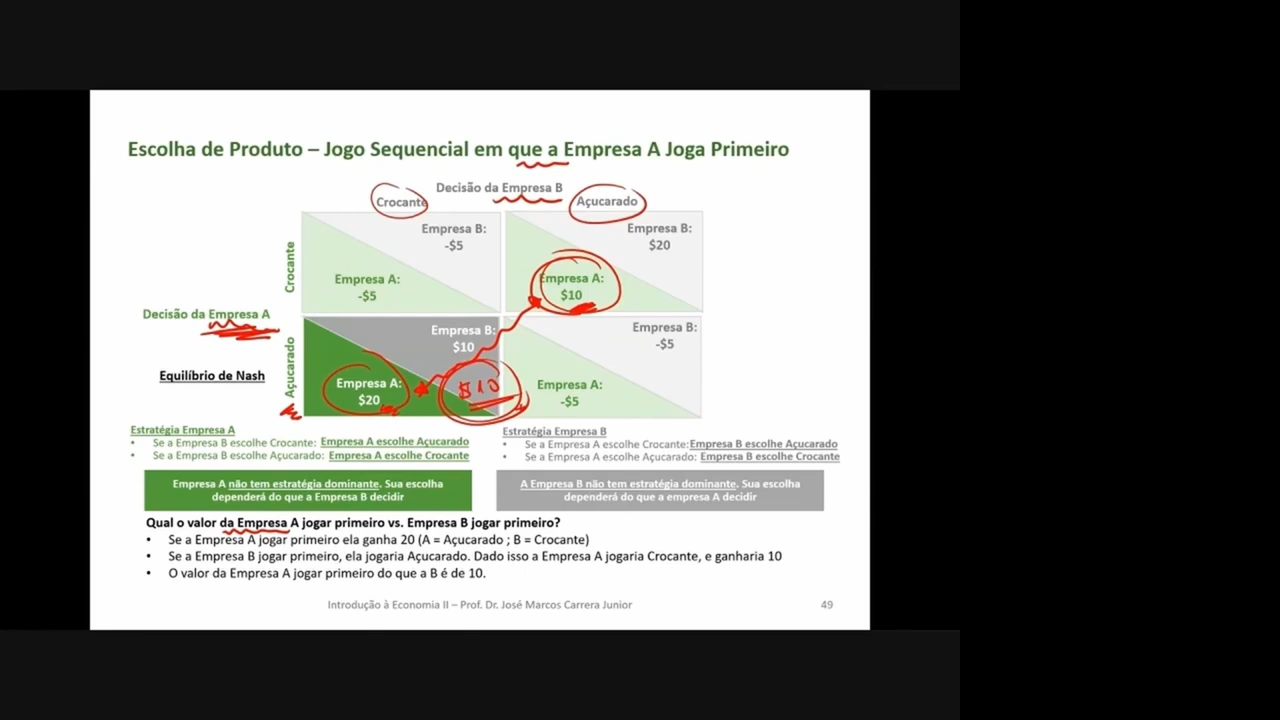 Escolha de Produto – Jogo Sequencial em que a Empresa A Joga Primeiro
Decisão da Empresa B
Crocante
Açucarado
Crocante
Empresa B:
-$5
Empresa A:
-$5
Empresa B:
$20
Empresa A:
$10
Decisão da Empresa A
Equilíbrio de Nash
Açucarado
Empresa B:
$10
Empresa A:
$20
$10
Empresa B:
-$5
Empresa A:
-$5
Estratégia Empresa A
• Se a Empresa B escolhe Crocante: Empresa A escolhe Açucarado
• Se a Empresa B escolhe Açucarado: Empresa A escolhe Crocante
Estratégia Empresa B
• Se a Empresa A escolhe Crocante: Empresa B escolhe Açucarado
• Se a Empresa A escolhe Açucarado: Empresa B escolhe Crocante
Empresa A não tem estratégia dominante. Sua escolha
dependerá do que a Empresa B decidir
A Empresa B não tem estratégia dominante. Sua escolha
dependerá do que a empresa A decidir
Qual o valor da Empresa A jogar primeiro vs. Empresa B jogar primeiro?
• Se a Empresa A jogar primeiro ela ganha 20 (A = Açucarado ; B = Crocante)
• Se a Empresa B jogar primeiro, ela jogaria Açucarado. Dado isso a Empresa A jogaria Crocante, e ganharia 10
• O valor da Empresa A jogar primeiro do que a B é de 10.
Introdução à Economia II – Prof. Dr. José Marcos Carrera Junior
49